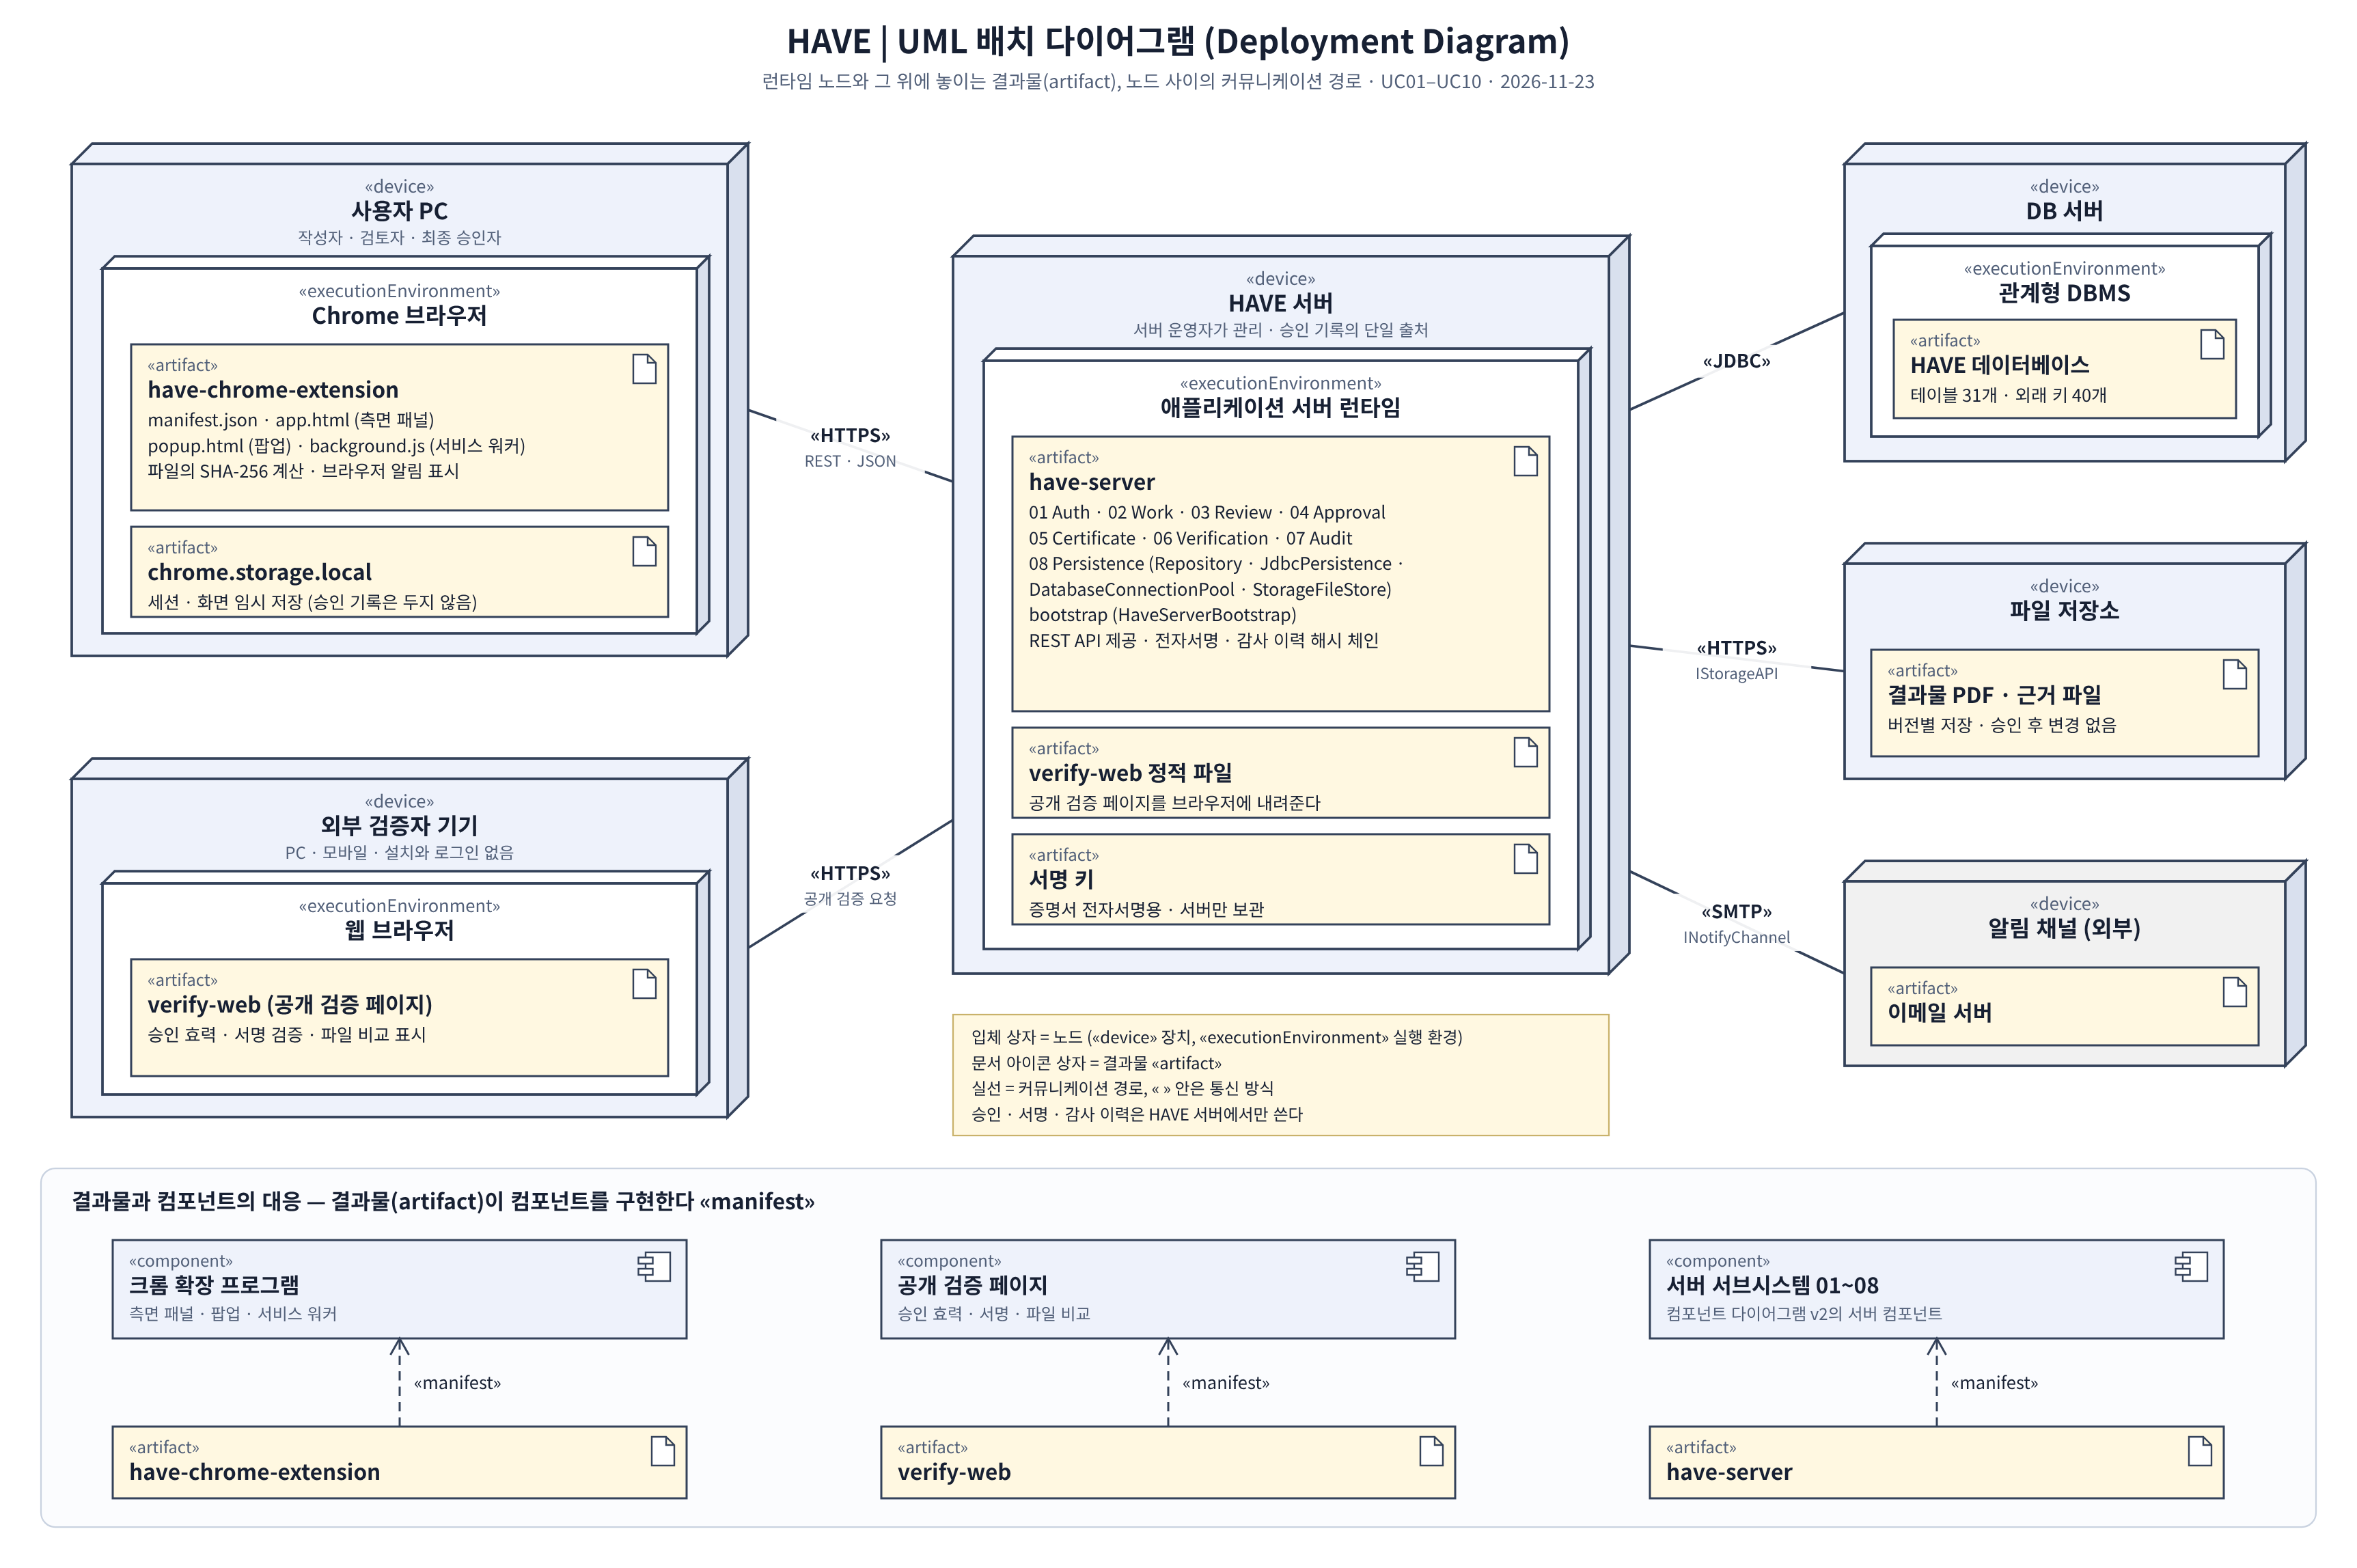 HAVE | UML 배치 다이어그램 (Deployment Diagram)
런타임 노드와 그 위에 놓이는 결과물(artifact), 노드 사이의 커뮤니케이션 경로 · UC01–UC10 · 2026-11-23
«device»
사용자 PC
작성자 · 검토자 · 최종 승인자
«executionEnvironment»
Chrome 브라우저
«artifact»
have-chrome-extension
manifest.json · app.html (측면 패널)
popup.html (팝업) · background.js (서비스 워커)
파일의 SHA-256 계산 · 브라우저 알림 표시
«artifact»
chrome.storage.local
세션 · 화면 임시 저장 (승인 기록은 두지 않음)
«device»
외부 검증자 기기
PC · 모바일 · 설치와 로그인 없음
«executionEnvironment»
웹 브라우저
«artifact»
verify-web (공개 검증 페이지)
승인 효력 · 서명 검증 · 파일 비교 표시
«HTTPS»
REST · JSON
«HTTPS»
공개 검증 요청
«device»
HAVE 서버
서버 운영자가 관리 · 승인 기록의 단일 출처
«executionEnvironment»
애플리케이션 서버 런타임
«artifact»
have-server
01 Auth · 02 Work · 03 Review · 04 Approval
05 Certificate · 06 Verification · 07 Audit
08 Persistence (Repository · JdbcPersistence ·
DatabaseConnectionPool · StorageFileStore)
bootstrap (HaveServerBootstrap)
REST API 제공 · 전자서명 · 감사 이력 해시 체인
«artifact»
verify-web 정적 파일
공개 검증 페이지를 브라우저에 내려준다
«artifact»
서명 키
증명서 전자서명용 · 서버만 보관
«JDBC»
«HTTPS»
IStorageAPI
«SMTP»
INotifyChannel
«device»
DB 서버
«executionEnvironment»
관계형 DBMS
«artifact»
HAVE 데이터베이스
테이블 31개 · 외래 키 40개
«device»
파일 저장소
«artifact»
결과물 PDF · 근거 파일
버전별 저장 · 승인 후 변경 없음
«device»
알림 채널 (외부)
«artifact»
이메일 서버
입체 상자 = 노드 («device» 장치, «executionEnvironment» 실행 환경)
문서 아이콘 상자 = 결과물 «artifact»
실선 = 커뮤니케이션 경로, « » 안은 통신 방식
승인 · 서명 · 감사 이력은 HAVE 서버에서만 쓴다
결과물과 컴포넌트의 대응 — 결과물(artifact)이 컴포넌트를 구현한다 «manifest»
«component»
크롬 확장 프로그램
측면 패널 · 팝업 · 서비스 워커
«manifest»
«artifact»
have-chrome-extension
«component»
공개 검증 페이지
승인 효력 · 서명 · 파일 비교
«manifest»
«artifact»
verify-web
«component»
서버 서브시스템 01~08
컴포넌트 다이어그램 v2의 서버 컴포넌트
«manifest»
«artifact»
have-server